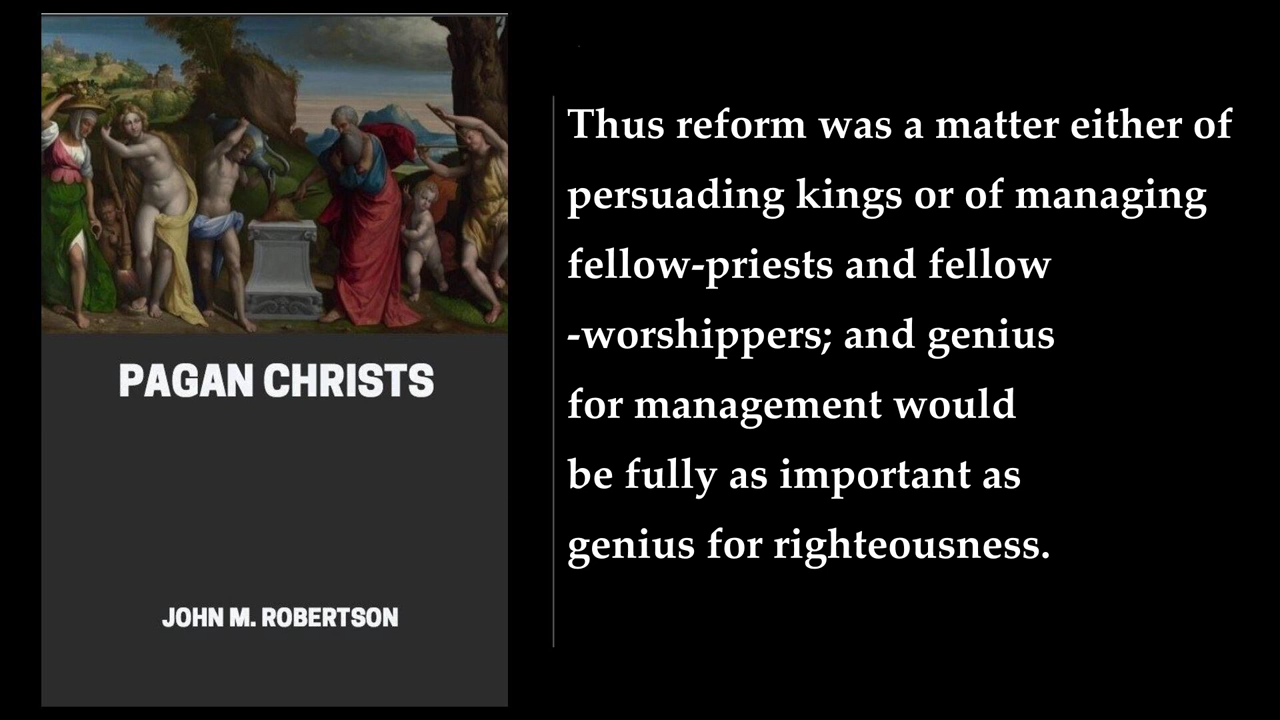 PAGAN CHRISTS
JOHN M. ROBERTSON
Thus reform was a matter either of
persuading kings or of managing
fellow-priests and fellow
-worshippers; and genius
for management would
be fully as important as
genius for righteousness.